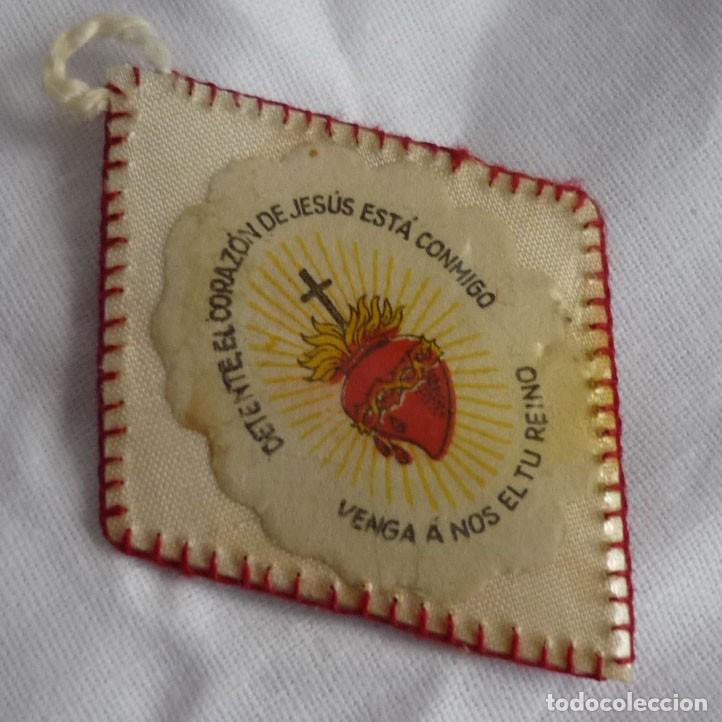 DETENTE, EL CORAZÓN DE JESÚS ESTÁ CONMIGO
VENGA Á NOS EL TU REINO
todocoleccion